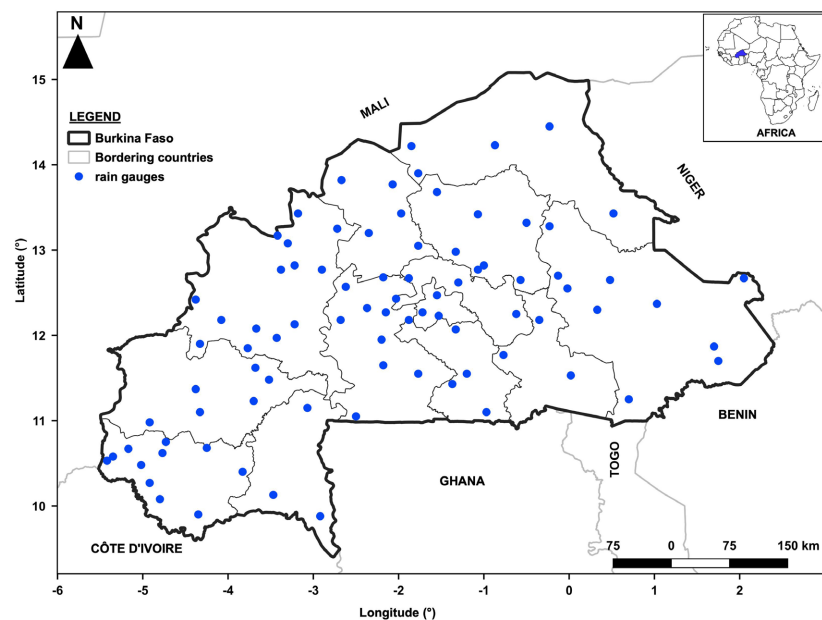 N
15
14
13
12
11
10
Latitude (°)
LEGEND
Burkina Faso
Bordering countries
rain gauges
MALI
NIGER
BENIN
TOGO
GHANA
CÔTE D'IVOIRE
AFRICA
75 0 75 150 km
-6 -5 -4 -3 -2 -1 0 1 2
Longitude (°)